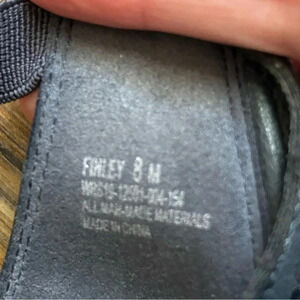 FINLEY 8 M
ALL MAN-MADE MATERIALS
MADE IN CHINA